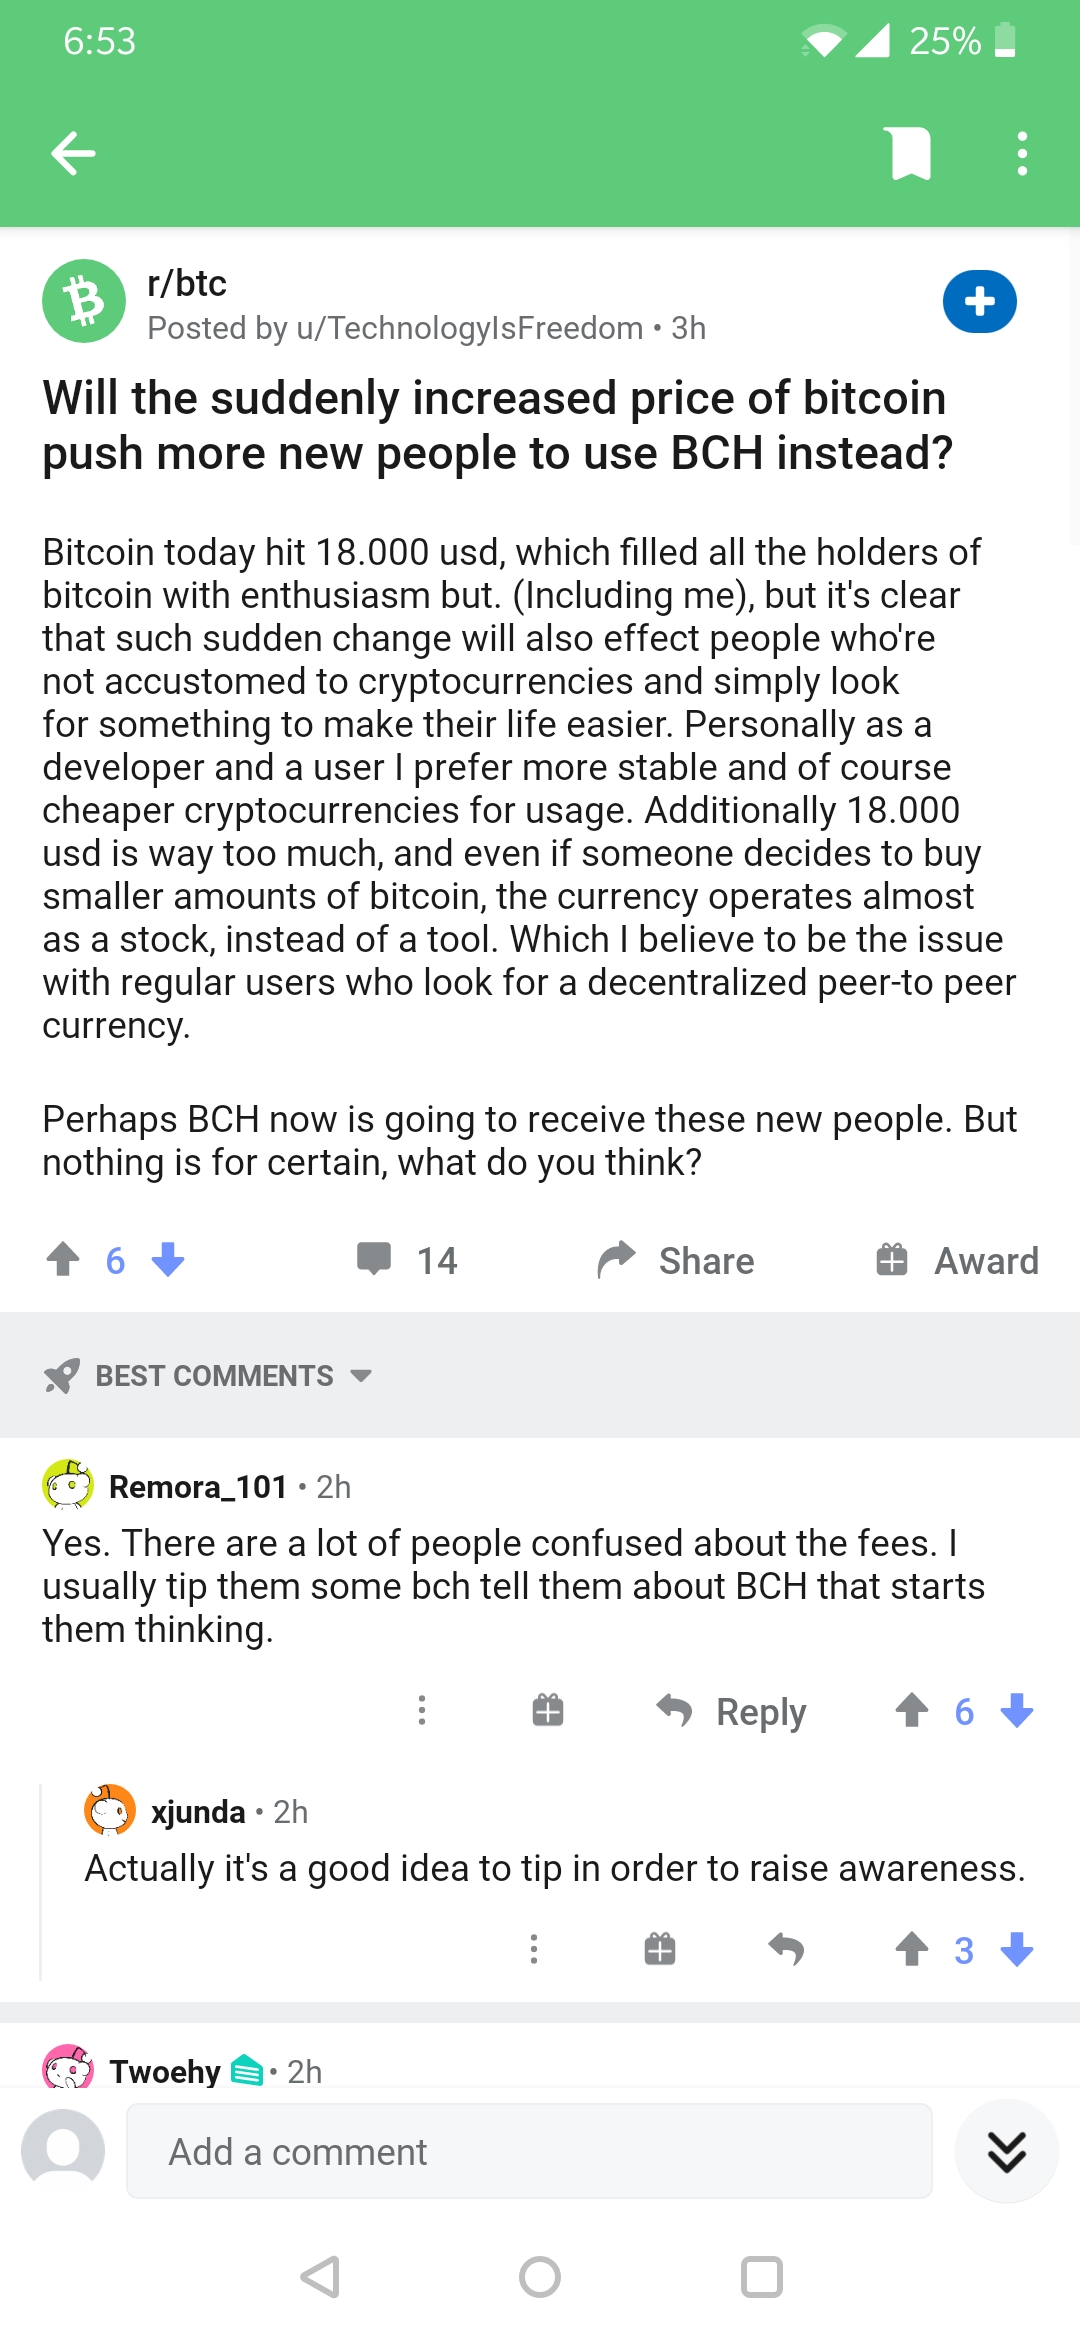 6:53
25%
r/btc
Posted by u/TechnologyIsFreedom • 3h
Will the suddenly increased price of bitcoin
push more new people to use BCH instead?
Bitcoin today hit 18.000 usd, which filled all the holders of
bitcoin with enthusiasm but. (Including me), but it's clear
that such sudden change will also effect people who're
not accustomed to cryptocurrencies and simply look
for something to make their life easier. Personally as a
developer and a user I prefer more stable and of course
cheaper cryptocurrencies for usage. Additionally 18.000
usd is way too much, and even if someone decides to buy
smaller amounts of bitcoin, the currency operates almost
as a stock, instead of a tool. Which I believe to be the issue
with regular users who look for a decentralized peer-to peer
currency.
Perhaps BCH now is going to receive these new people. But
nothing is for certain, what do you think?
6 14 Share Award
BEST COMMENTS
Remora_101 • 2h
Yes. There are a lot of people confused about the fees. I
usually tip them some bch tell them about BCH that starts
them thinking.
Reply 6
xjunda • 2h
Actually it's a good idea to tip in order to raise awareness.
3
Twoehy • 2h
Add a comment